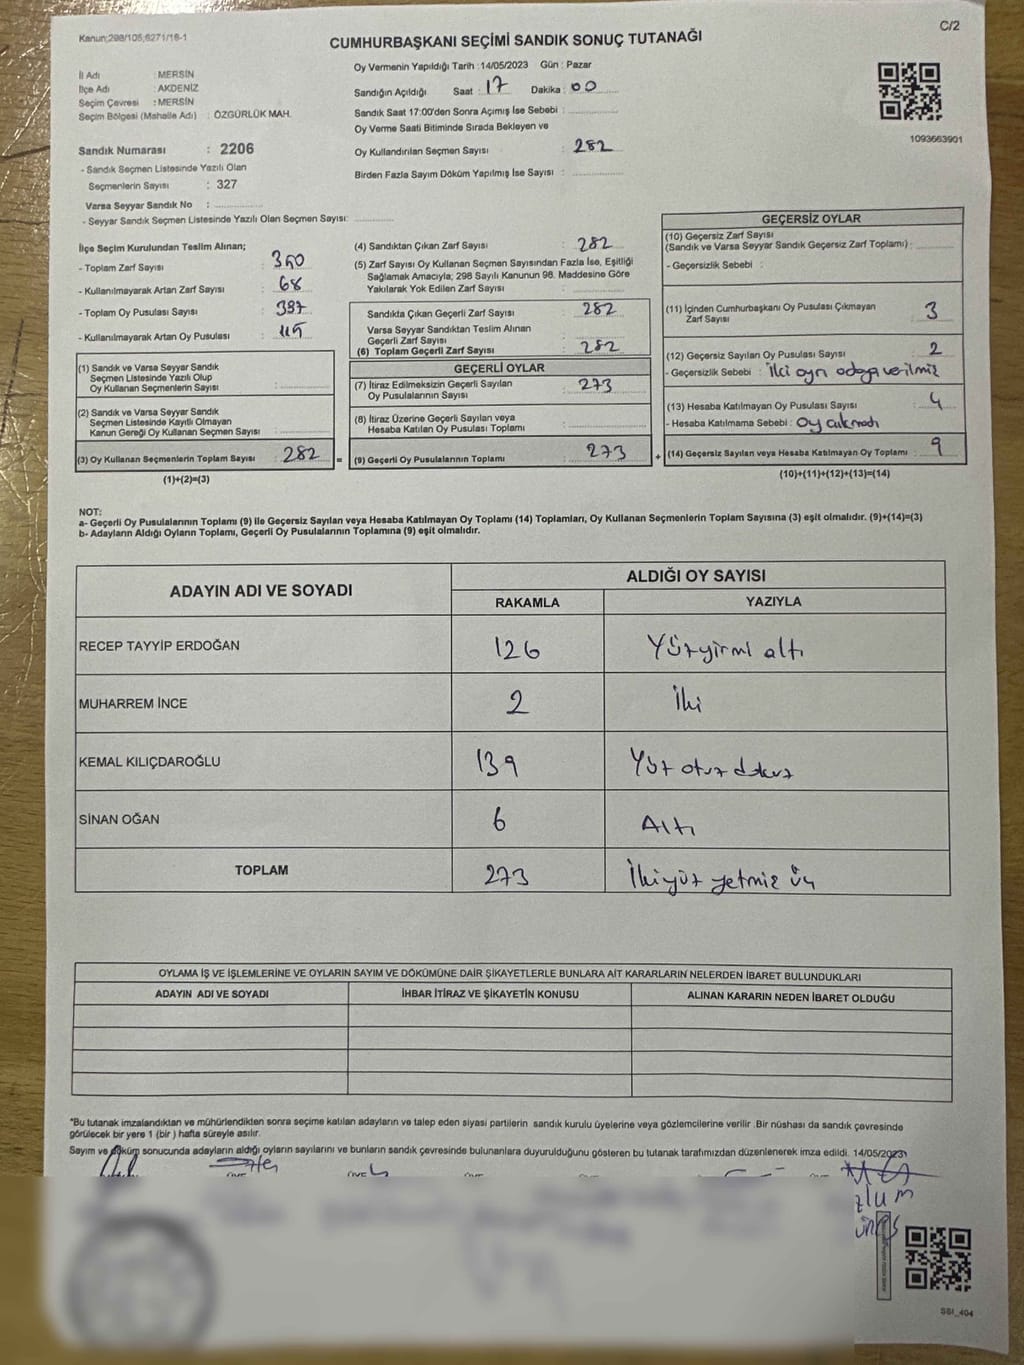 Kanun;298/105;6271/18-1
C/2
CUMHURBAŞKANI SEÇİMİ SANDIK SONUÇ TUTANAĞI
İl Adı : MERSİN
İlçe Adı : AKDENİZ
Seçim Çevresi : MERSİN
Seçim Bölgesi (Mahalle Adı) : ÖZGÜRLÜK MAH.
Sandık Numarası : 2206
- Sandık Seçmen Listesinde Yazılı Olan
Seçmenlerin Sayısı : 327
Varsa Seyyar Sandık No :
- Seyyar Sandık Seçmen Listesinde Yazılı Olan Seçmen Sayısı:
Oy Vermenin Yapıldığı Tarih :14/05/2023 Gün : Pazar
Sandığın Açıldığı Saat : 17 Dakika : 00
Sandık Saat 17:00'den Sonra Açımış İse Sebebi :
Oy Verme Saati Bitiminde Sırada Bekleyen ve
Oy Kullandırılan Seçmen Sayısı : 282
Birden Fazla Sayım Döküm Yapılmış İse Sayısı :
1093663901
İlçe Seçim Kurulundan Teslim Alınan;
- Toplam Zarf Sayısı : 350
- Kullanılmayarak Artan Zarf Sayısı : 68
- Toplam Oy Pusulası Sayısı : 397
- Kullanılmayarak Artan Oy Pusulası : 115
(1) Sandık ve Varsa Seyyar Sandık
Seçmen Listesinde Yazılı Olup
Oy Kullanan Seçmenlerin Sayısı :
(2) Sandık ve Varsa Seyyar Sandık
Seçmen Listesinde Kayıtlı Olmayan
Kanun Gereği Oy Kullanan Seçmen Sayısı :
(3) Oy Kullanan Seçmenlerin Toplam Sayısı : 282 =
(1)+(2)=(3)
(4) Sandıktan Çıkan Zarf Sayısı : 282
(5) Zarf Sayısı Oy Kullanan Seçmen Sayısından Fazla İse, Eşitliği
Sağlamak Amacıyla; 298 Sayılı Kanunun 98. Maddesine Göre
Yakılarak Yok Edilen Zarf Sayısı :
Sandıkta Çıkan Geçerli Zarf Sayısı : 282
Varsa Seyyar Sandıktan Teslim Alınan
Geçerli Zarf Sayısı :
(6) Toplam Geçerli Zarf Sayısı : 282
GEÇERLİ OYLAR
(7) İtiraz Edilmeksizin Geçerli Sayılan
Oy Pusulalarının Sayısı : 273
(8) İtiraz Üzerine Geçerli Sayılan veya
Hesaba Katılan Oy Pusulası Toplamı :
(9) Geçerli Oy Pusulalarının Toplamı : 273 +
GEÇERSİZ OYLAR
(10) Geçersiz Zarf Sayısı
(Sandık ve Varsa Seyyar Sandık Geçersiz Zarf Toplamı) :
- Geçersizlik Sebebi :
(11) İçinden Cumhurbaşkanı Oy Pusulası Çıkmayan
Zarf Sayısı : 3
(12) Geçersiz Sayılan Oy Pusulası Sayısı : 2
- Geçersizlik Sebebi : İki ayrı adaya verilmiş
(13) Hesaba Katılmayan Oy Pusulası Sayısı : 4
- Hesaba Katılmama Sebebi : Oy çıkmadı
(14) Geçersiz Sayılan veya Hesaba Katılmayan Oy Toplamı : 9
(10)+(11)+(12)+(13)=(14)
NOT:
a- Geçerli Oy Pusulalarının Toplamı (9) ile Geçersiz Sayılan veya Hesaba Katılmayan Oy Toplamı (14) Toplamları, Oy Kullanan Seçmenlerin Toplam Sayısına (3) eşit olmalıdır. (9)+(14)=(3)
b- Adayların Aldığı Oyların Toplamı, Geçerli Oy Pusulalarının Toplamına (9) eşit olmalıdır.
ADAYIN ADI VE SOYADI
ALDIĞI OY SAYISI
RAKAMLA YAZIYLA
RECEP TAYYİP ERDOĞAN 126 Yüzyirmi altı
MUHARREM İNCE 2 İki
KEMAL KILIÇDAROĞLU 139 Yüz otuz dokuz
SİNAN OĞAN 6 Altı
TOPLAM 273 İkiyüz yetmiz üç
OYLAMA İŞ VE İŞLEMLERİNE VE OYLARIN SAYIM VE DÖKÜMÜNE DAİR ŞİKAYETLERLE BUNLARA AİT KARARLARIN NELERDEN İBARET BULUNDUKLARI
ADAYIN ADI VE SOYADI İHBAR İTİRAZ VE ŞİKAYETİN KONUSU ALINAN KARARIN NEDEN İBARET OLDUĞU
*Bu tutanak imzalandıktan ve mühürlendikten sonra seçime katılan adayların ve talep eden siyasi partilerin sandık kurulu üyelerine veya gözlemcilerine verilir .Bir nüshası da sandık çevresinde
görülecek bir yere 1 (bir ) hafta süreyle asılır.
Sayım ve döküm sonucunda adayların aldığı oyların sayılarını ve bunların sandık çevresinde bulunanlara duyurulduğunu gösteren bu tutanak tarafımızdan düzenlenerek imza edildi. 14/05/2023
SBI_404